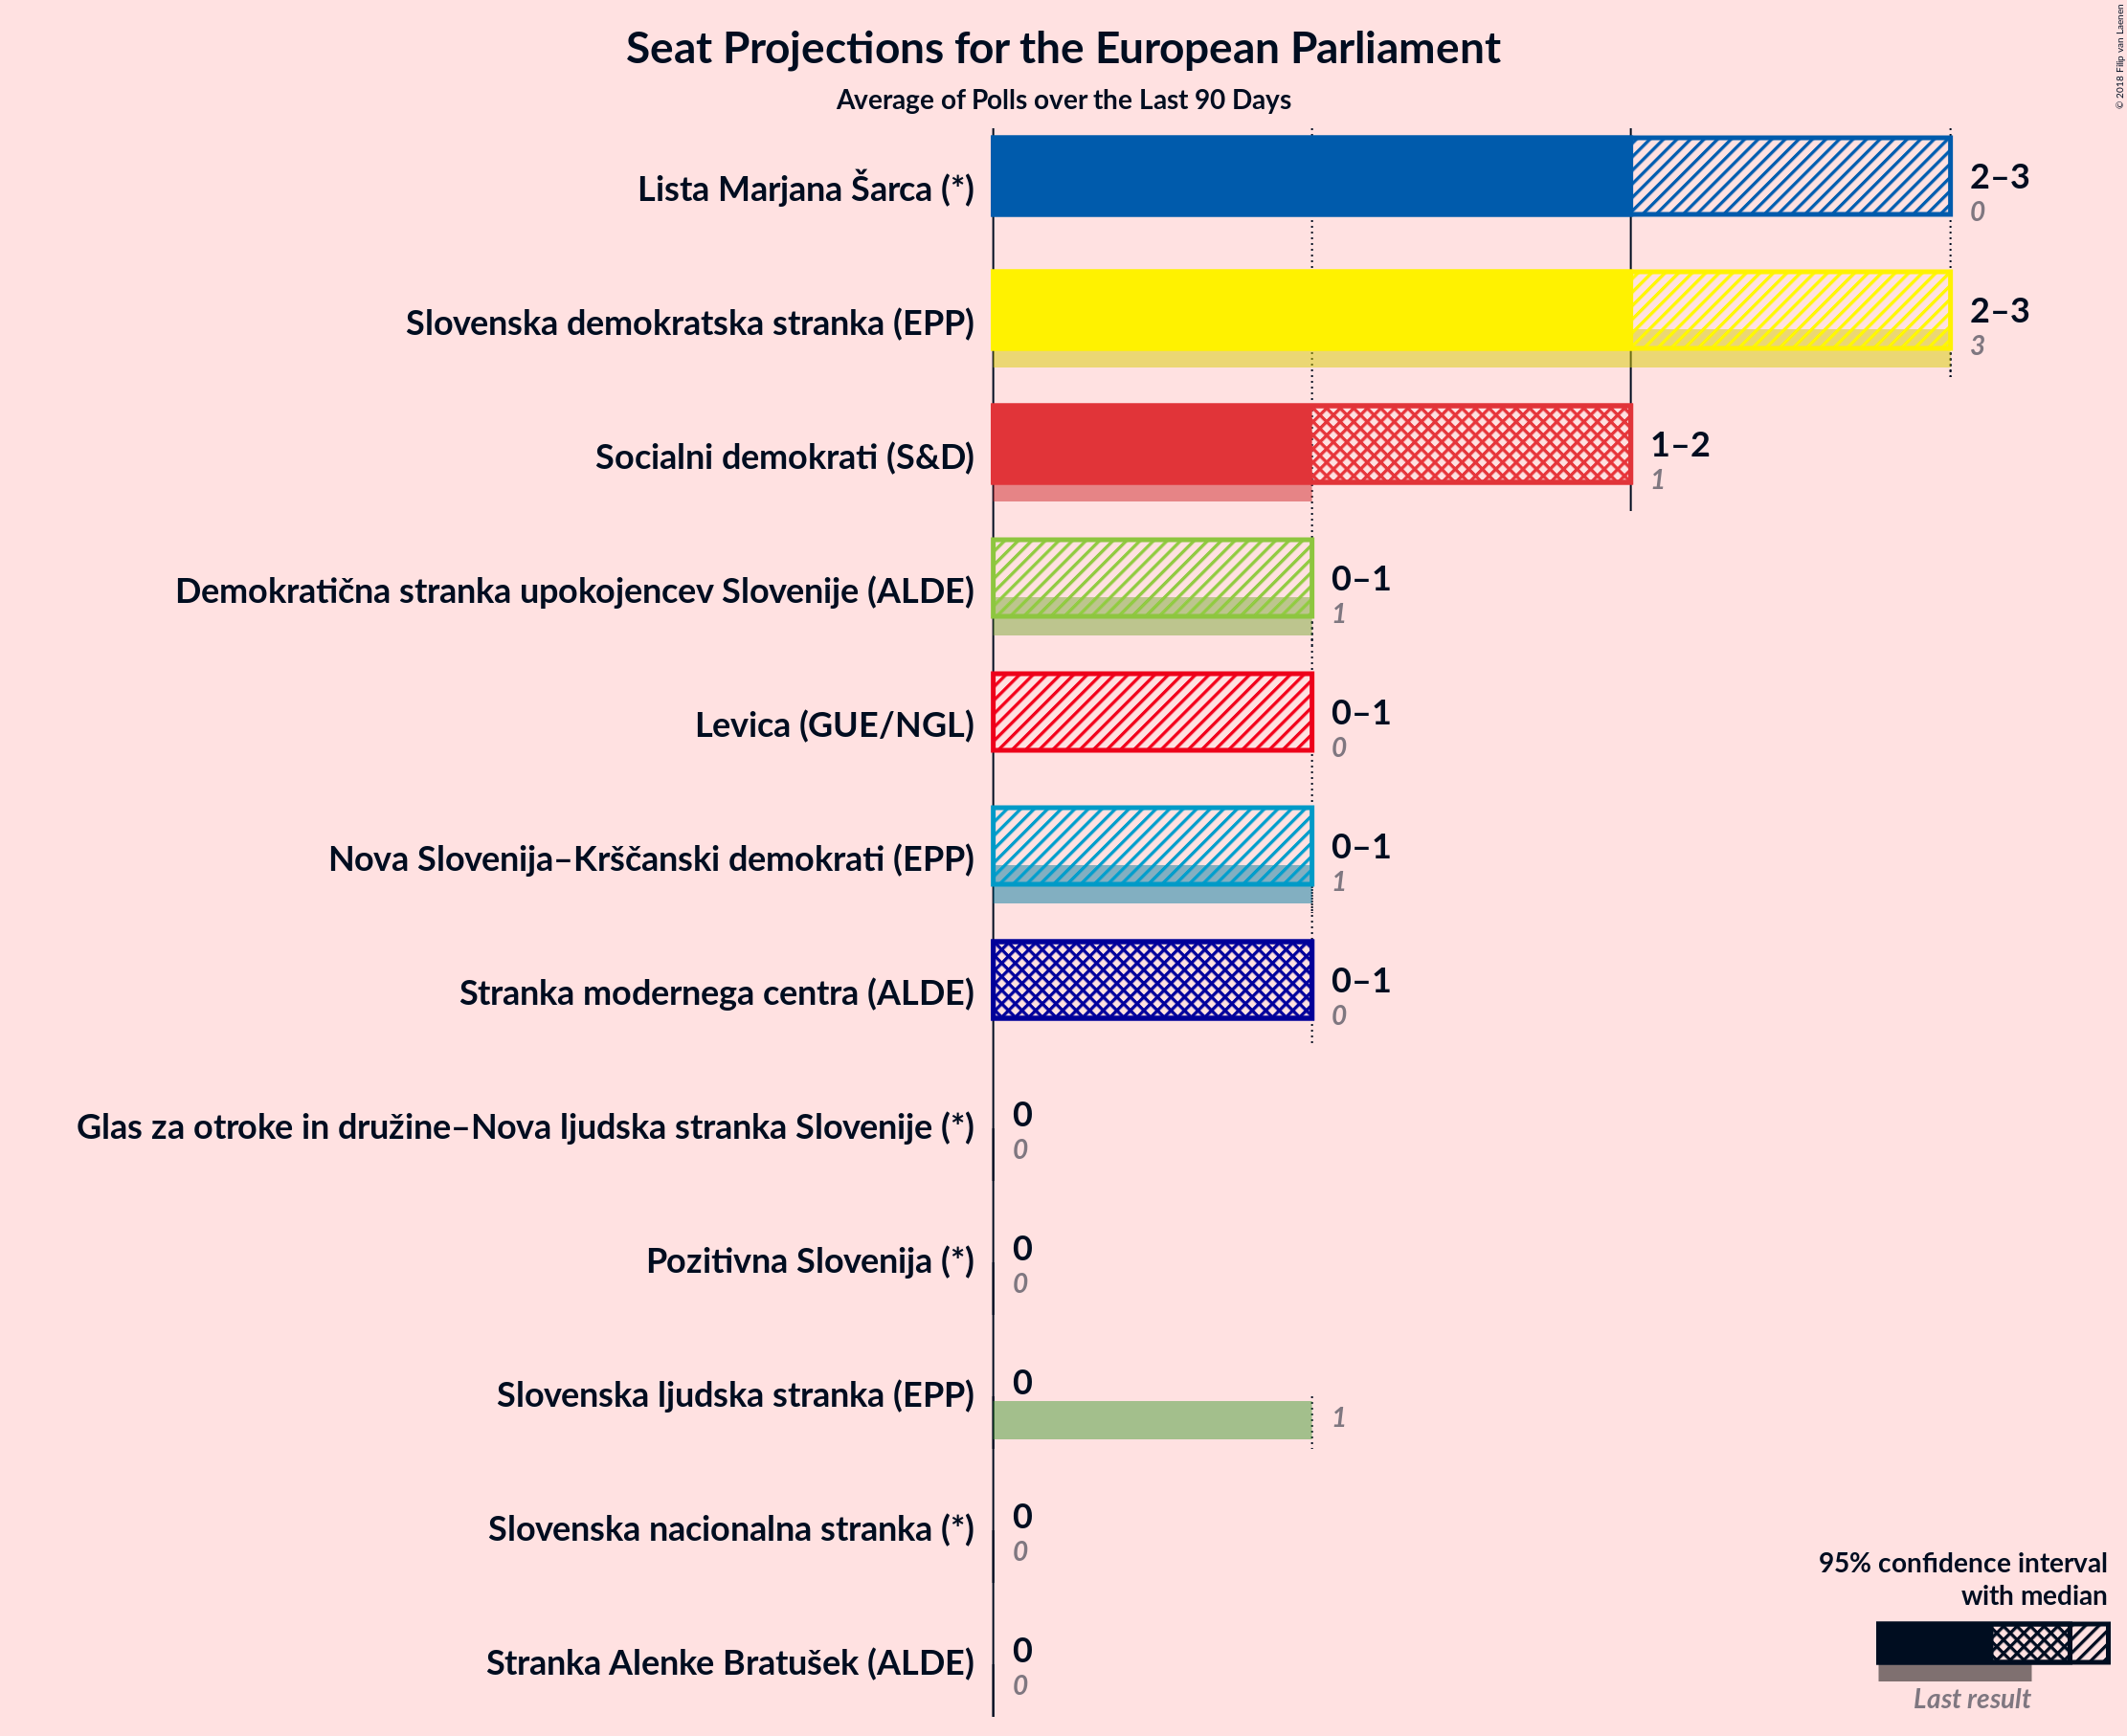 Seat Projections for the European Parliament
Average of Polls over the Last 90 Days
© 2018 Filip van Laenen
Lista Marjana Šarca (*)
2–3
0
Slovenska demokratska stranka (EPP)
2–3
3
Socialni demokrati (S&D)
1–2
1
Demokratična stranka upokojencev Slovenije (ALDE)
0–1
1
Levica (GUE/NGL)
0–1
0
Nova Slovenija–Krščanski demokrati (EPP)
0–1
1
Stranka modernega centra (ALDE)
0–1
0
Glas za otroke in družine–Nova ljudska stranka Slovenije (*)
0
0
Pozitivna Slovenija (*)
0
0
Slovenska ljudska stranka (EPP)
0
1
Slovenska nacionalna stranka (*)
0
0
Stranka Alenke Bratušek (ALDE)
0
0
95% confidence interval
with median
Last result